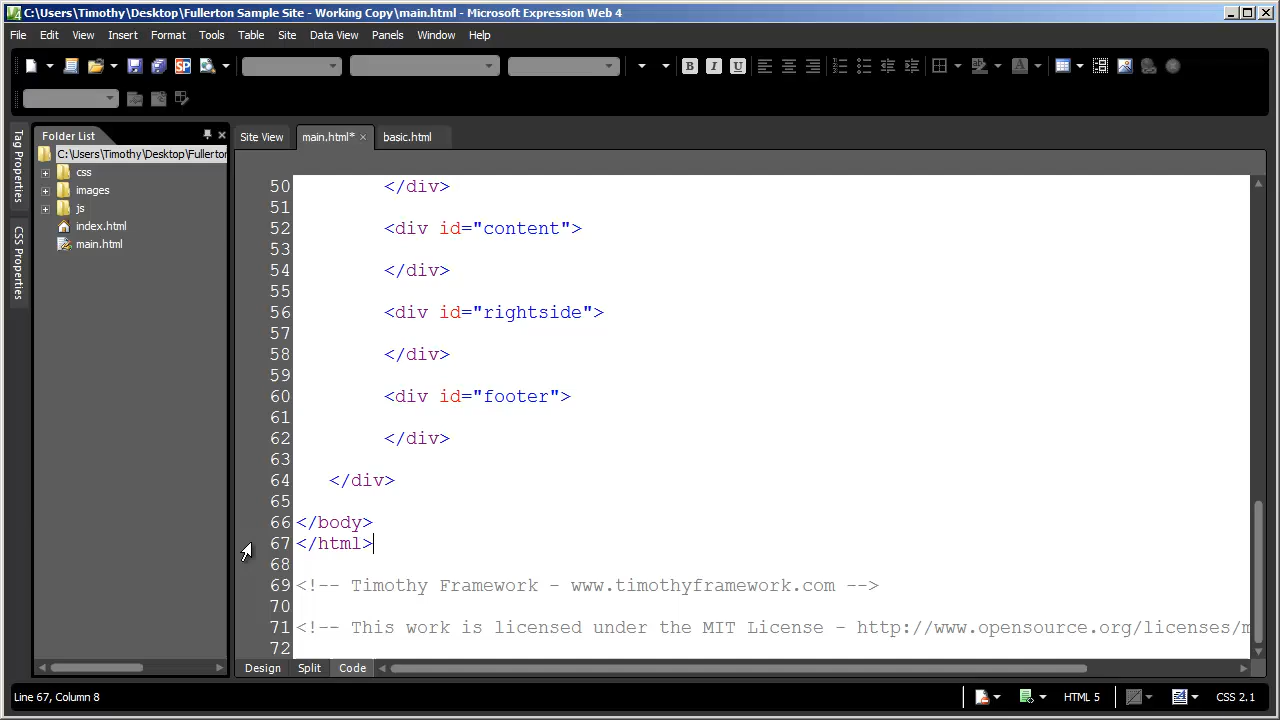 C:\Users\Timothy\Desktop\Fullerton Sample Site - Working Copy\main.html - Microsoft Expression Web 4
File Edit View Insert Format Tools Table Site Data View Panels Window Help
SP B I U A
Tag Properties
CSS Properties
Folder List
C:\Users\Timothy\Desktop\Fullerton
css
images
js
index.html
main.html
Site View main.html* × basic.html
50 </div>
51
52 <div id="content">
53
54 </div>
55
56 <div id="rightside">
57
58 </div>
59
60 <div id="footer">
61
62 </div>
63
64 </div>
65
66 </body>
67 </html>
68
69 <!-- Timothy Framework - www.timothyframework.com -->
70
71 <!-- This work is licensed under the MIT License - http://www.opensource.org/licenses/m
72
Design Split Code
Line 67, Column 8 HTML 5 CSS 2.1